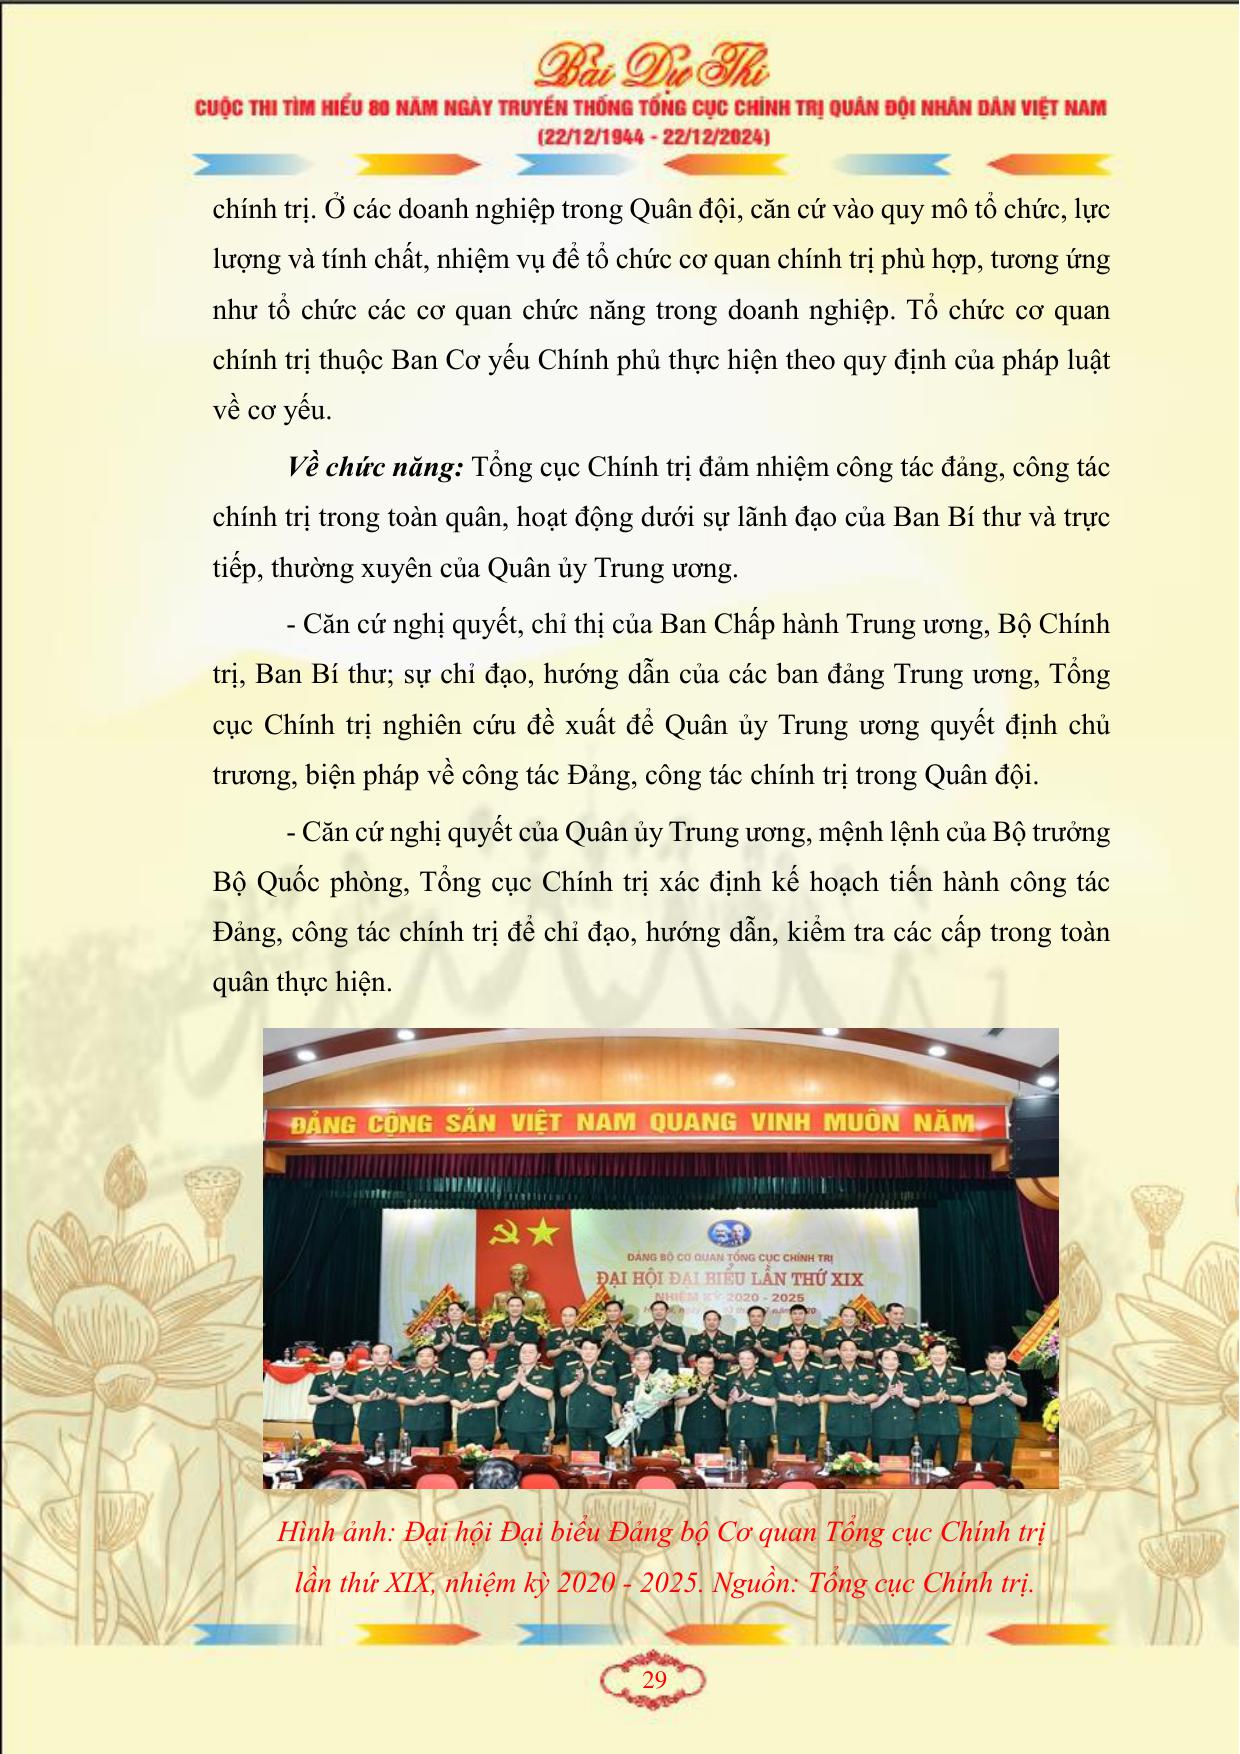 Bài Dự Thi
CUỘC THI TÌM HIỂU 80 NĂM NGÀY TRUYỀN THỐNG TỔNG CỤC CHÍNH TRỊ QUÂN ĐỘI NHÂN DÂN VIỆT NAM
(22/12/1944 - 22/12/2024)
chính trị. Ở các doanh nghiệp trong Quân đội, căn cứ vào quy mô tổ chức, lực
lượng và tính chất, nhiệm vụ để tổ chức cơ quan chính trị phù hợp, tương ứng
như tổ chức các cơ quan chức năng trong doanh nghiệp. Tổ chức cơ quan
chính trị thuộc Ban Cơ yếu Chính phủ thực hiện theo quy định của pháp luật
về cơ yếu.
Về chức năng: Tổng cục Chính trị đảm nhiệm công tác đảng, công tác
chính trị trong toàn quân, hoạt động dưới sự lãnh đạo của Ban Bí thư và trực
tiếp, thường xuyên của Quân ủy Trung ương.
- Căn cứ nghị quyết, chỉ thị của Ban Chấp hành Trung ương, Bộ Chính
trị, Ban Bí thư; sự chỉ đạo, hướng dẫn của các ban đảng Trung ương, Tổng
cục Chính trị nghiên cứu đề xuất để Quân ủy Trung ương quyết định chủ
trương, biện pháp về công tác Đảng, công tác chính trị trong Quân đội.
- Căn cứ nghị quyết của Quân ủy Trung ương, mệnh lệnh của Bộ trưởng
Bộ Quốc phòng, Tổng cục Chính trị xác định kế hoạch tiến hành công tác
Đảng, công tác chính trị để chỉ đạo, hướng dẫn, kiểm tra các cấp trong toàn
quân thực hiện.
ĐẢNG CỘNG SẢN VIỆT NAM QUANG VINH MUÔN NĂM
ĐẢNG BỘ CƠ QUAN TỔNG CỤC CHÍNH TRỊ
ĐẠI HỘI ĐẠI BIỂU LẦN THỨ XIX
NHIỆM KỲ 2020 - 2025
Hình ảnh: Đại hội Đại biểu Đảng bộ Cơ quan Tổng cục Chính trị
lần thứ XIX, nhiệm kỳ 2020 - 2025. Nguồn: Tổng cục Chính trị.
29